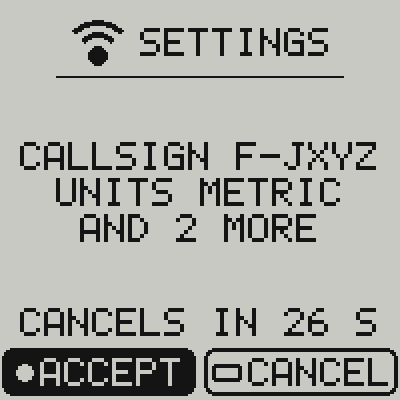 SETTINGS
CALLSIGN F-JXYZ
UNITS METRIC
AND 2 MORE
CANCELS IN 26 S
ACCEPT CANCEL